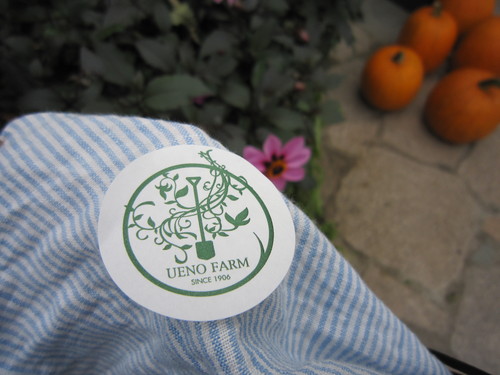 UENO FARM
SINCE 1906